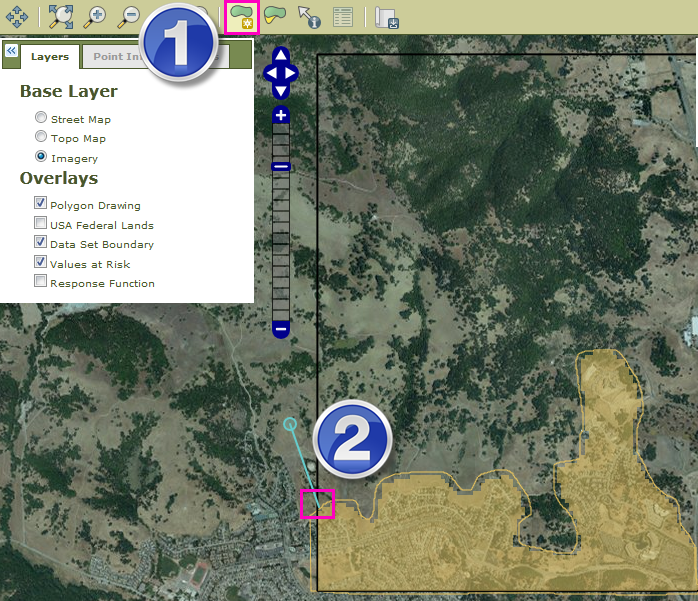 1
Layers
Point In
Base Layer
Street Map
Topo Map
Imagery
Overlays
Polygon Drawing
USA Federal Lands
Data Set Boundary
Values at Risk
Response Function
2